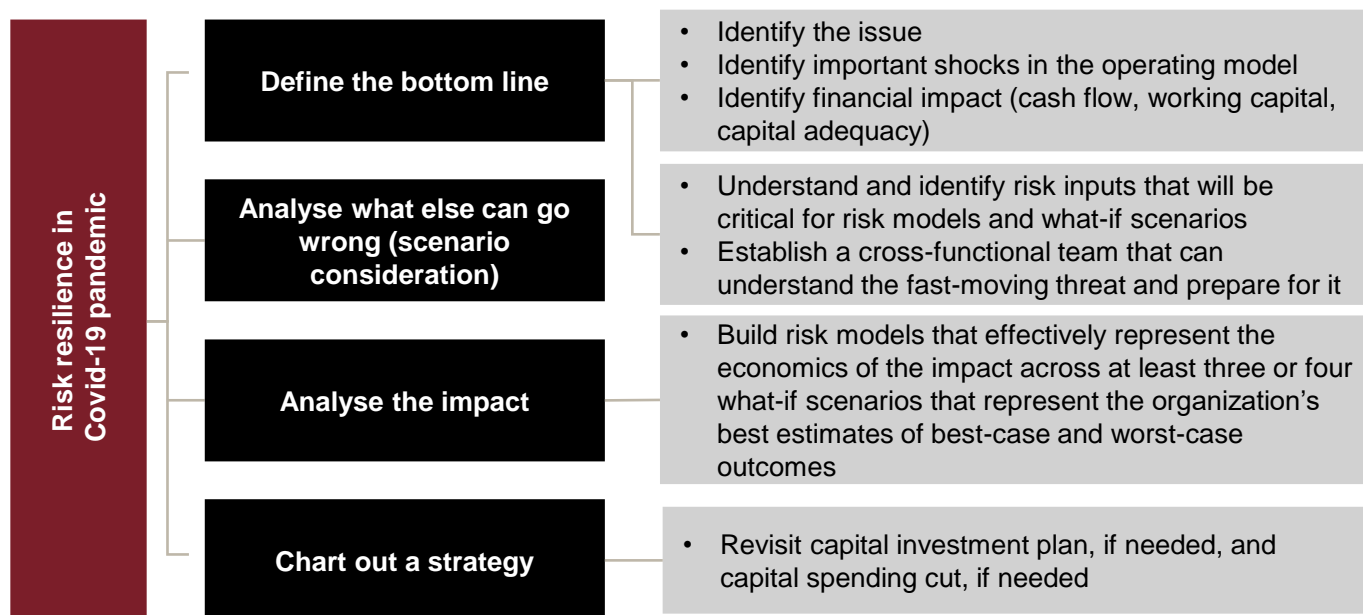 Risk resilience in
Covid-19 pandemic
Define the bottom line
• Identify the issue
• Identify important shocks in the operating model
• Identify financial impact (cash flow, working capital,
capital adequacy)
Analyse what else can go
wrong (scenario
consideration)
• Understand and identify risk inputs that will be
critical for risk models and what-if scenarios
• Establish a cross-functional team that can
understand the fast-moving threat and prepare for it
Analyse the impact
• Build risk models that effectively represent the
economics of the impact across at least three or four
what-if scenarios that represent the organization’s
best estimates of best-case and worst-case
outcomes
Chart out a strategy
• Revisit capital investment plan, if needed, and
capital spending cut, if needed